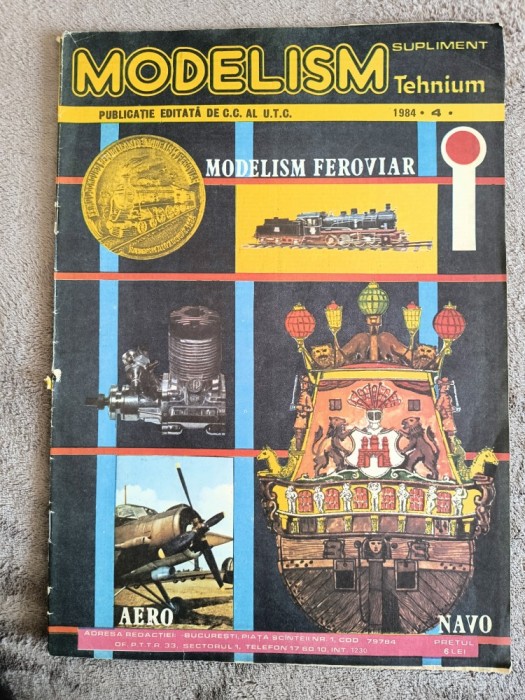 MODELISM
SUPLIMENT
Tehnium
PUBLICAȚIE EDITATĂ DE C.C. AL U.T.C.
1984 • 4 •
MODELISM FEROVIAR
AERO
NAVO
ADRESA REDACȚIEI: BUCUREȘTI, PIAȚA SCÎNTEII NR. 1, COD 79784
OF. P.T.T.R. 33, SECTORUL 1, TELEFON 17 60 10, INT.
PREȚUL
6 LEI